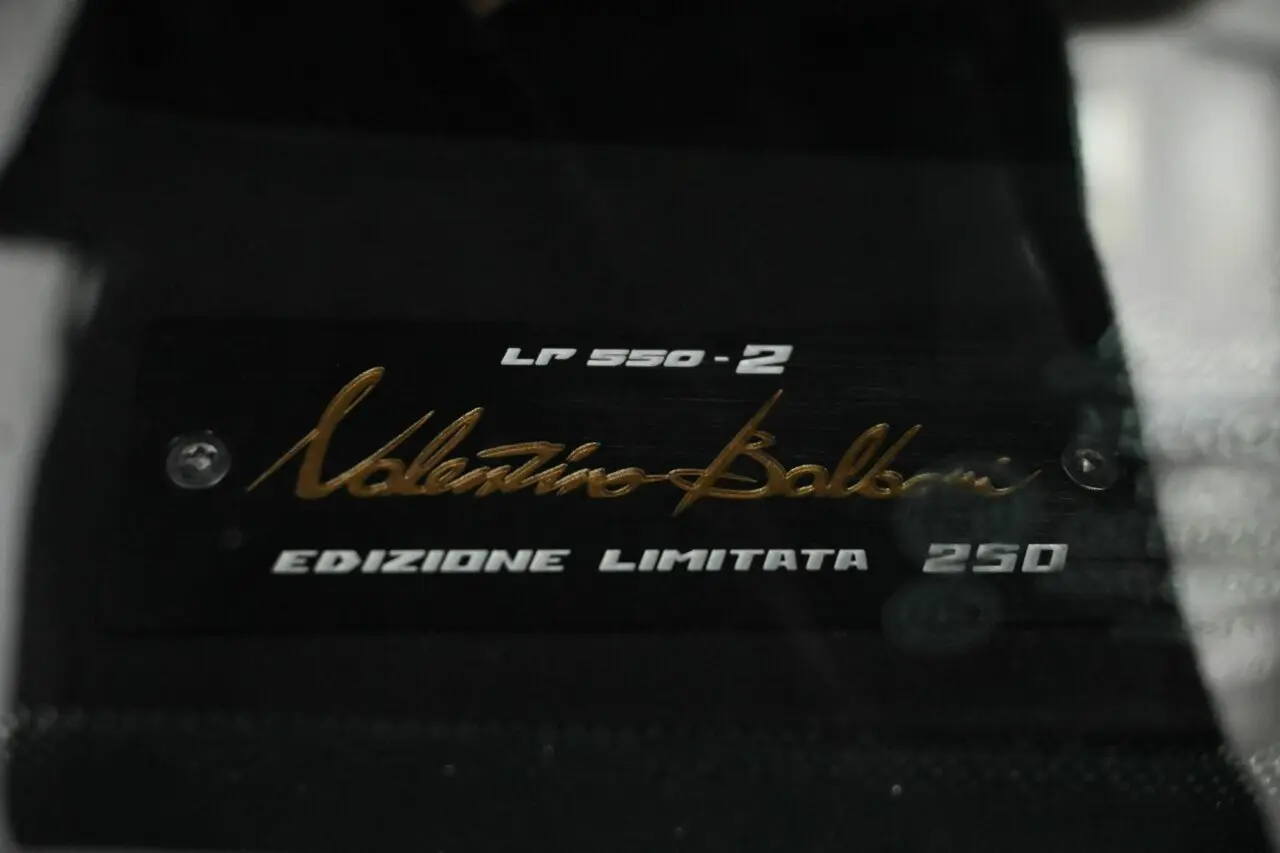 LP 550-2
Valentino Balboni
EDIZIONE LIMITATA 250